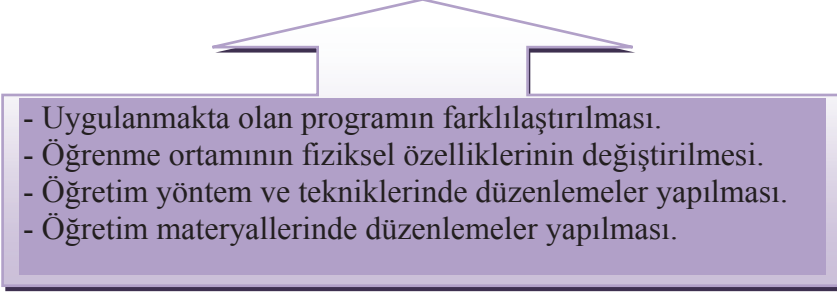 - Uygulanmakta olan programın farklılaştırılması.
- Öğrenme ortamının fiziksel özelliklerinin değiştirilmesi.
- Öğretim yöntem ve tekniklerinde düzenlemeler yapılması.
- Öğretim materyallerinde düzenlemeler yapılması.